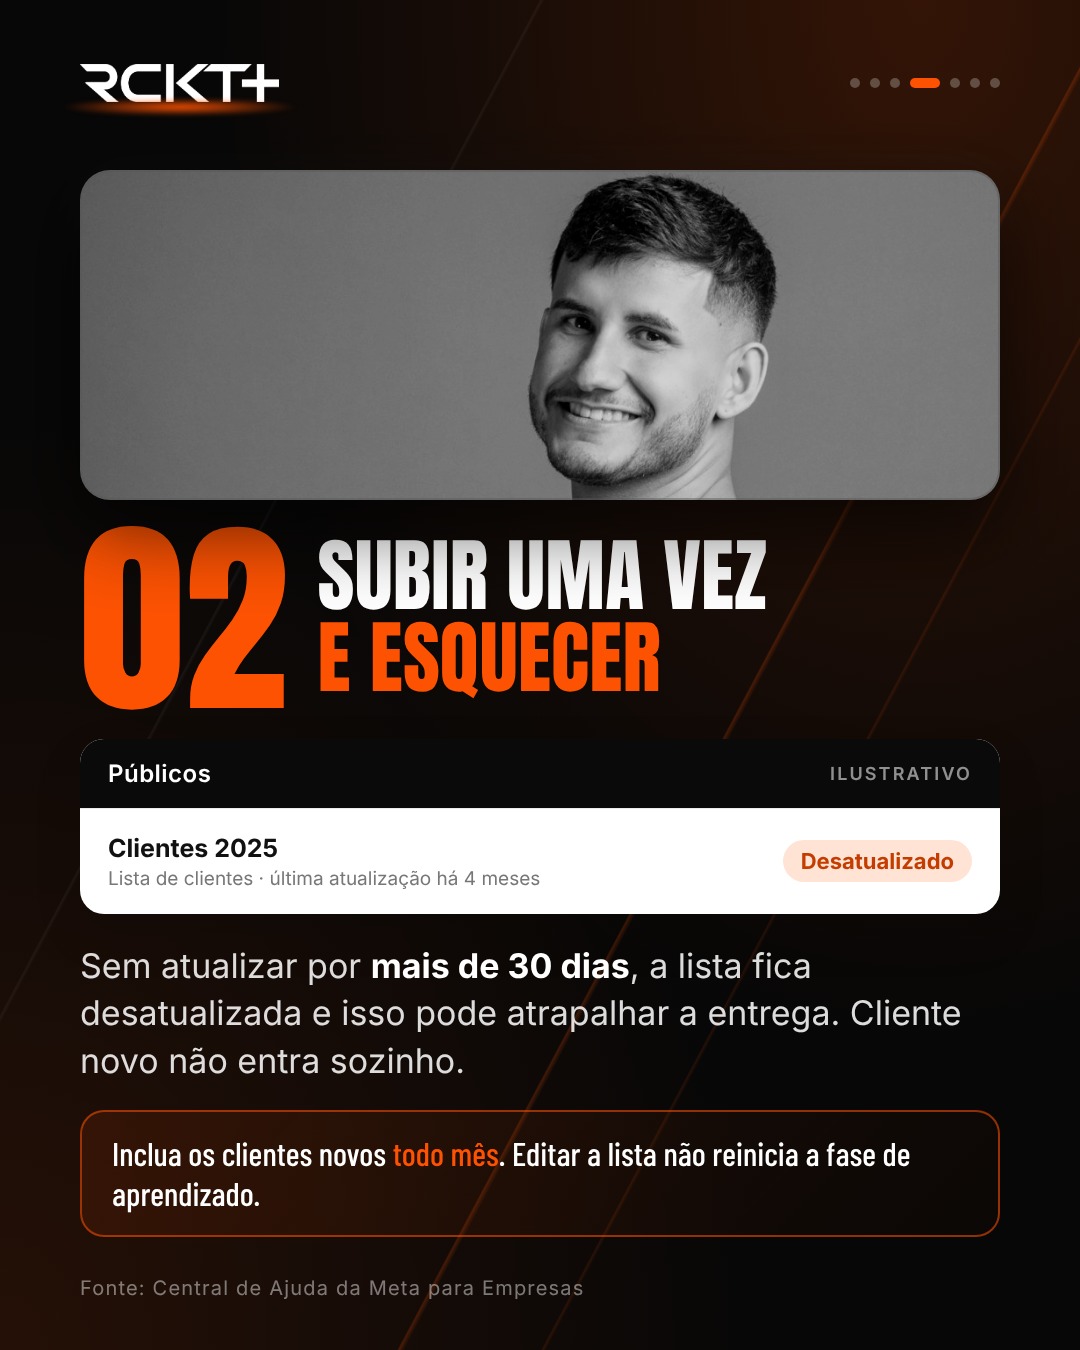 RCKT+
02
SUBIR UMA VEZ
E ESQUECER
Públicos
ILUSTRATIVO
Clientes 2025
Lista de clientes · última atualização há 4 meses
Desatualizado
Sem atualizar por mais de 30 dias, a lista fica
desatualizada e isso pode atrapalhar a entrega. Cliente
novo não entra sozinho.
Inclua os clientes novos todo mês. Editar a lista não reinicia a fase de
aprendizado.
Fonte: Central de Ajuda da Meta para Empresas